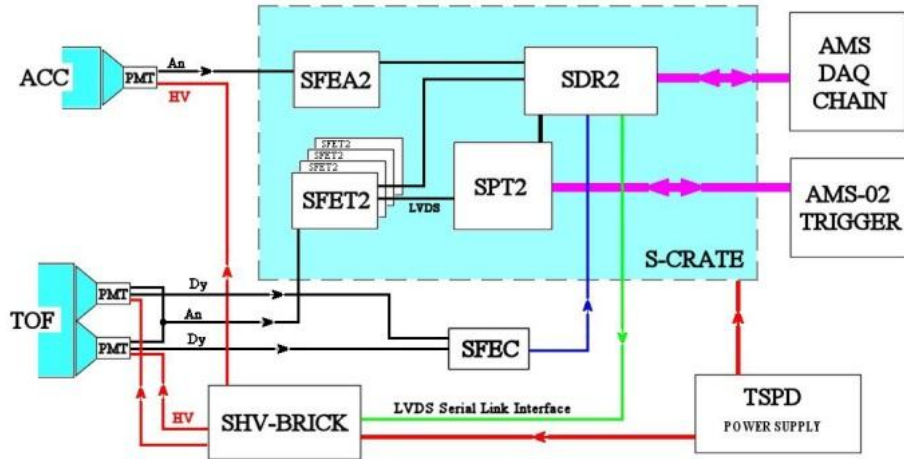 ACC
PMT
An
HV
SFEA2
SDR2
AMS
DAQ
CHAIN
SFET2
SFET2
SFET2
SFET2
LVDS
SPT2
AMS-02
TRIGGER
S-CRATE
TOF
PMT
PMT
Dy
An
Dy
SFEC
HV
SHV-BRICK
LVDS Serial Link Interface
TSPD
POWER SUPPLY